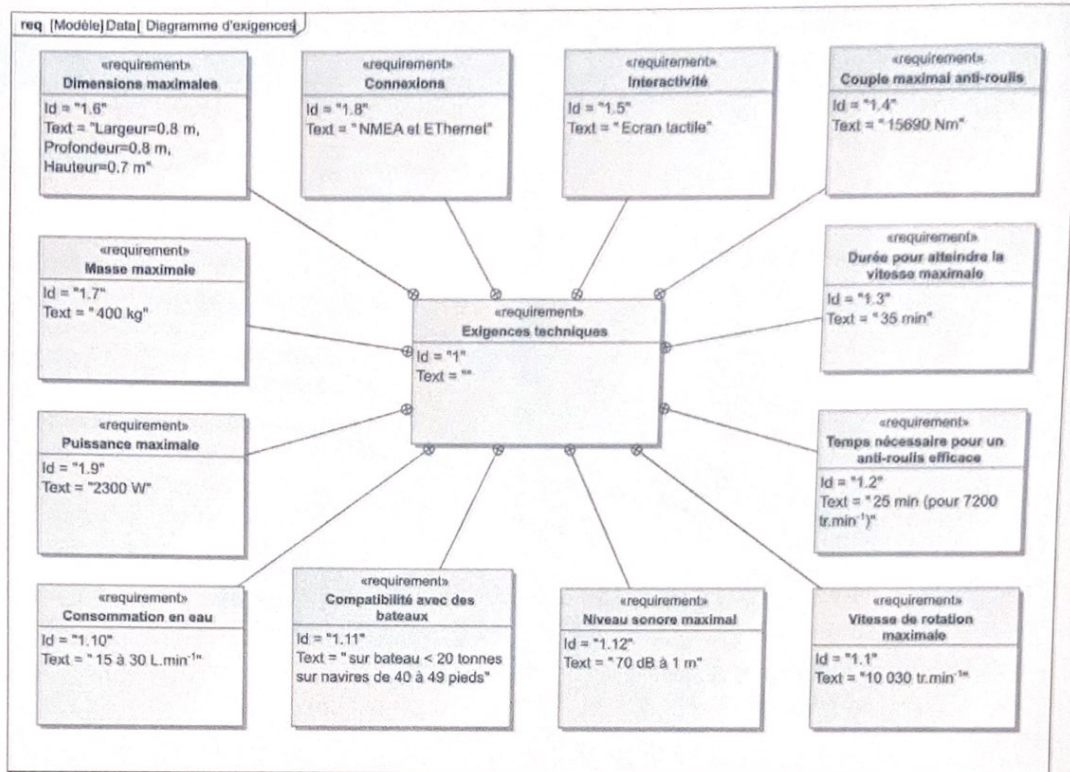 req [Modèle] Data [ Diagramme d'exigences]
«requirement»
Dimensions maximales
Id = "1.6"
Text = "Largeur=0.8 m,
Profondeur=0.8 m,
Hauteur=0.7 m"
«requirement»
Connexions
Id = "1.8"
Text = "NMEA et EThernet"
«requirement»
Interactivité
Id = "1.5"
Text = "Ecran tactile"
«requirement»
Couple maximal anti-roulis
Id = "1.4"
Text = "15690 Nm"
«requirement»
Masse maximale
Id = "1.7"
Text = "400 kg"
«requirement»
Exigences techniques
Id = "1"
Text = ""
«requirement»
Durée pour atteindre la
vitesse maximale
Id = "1.3"
Text = "35 min"
«requirement»
Puissance maximale
Id = "1.9"
Text = "2300 W"
«requirement»
Temps nécessaire pour un
anti-roulis efficace
Id = "1.2"
Text = "25 min (pour 7200
tr.min⁻¹)"
«requirement»
Consommation en eau
Id = "1.10"
Text = "15 à 30 L.min⁻¹"
«requirement»
Compatibilité avec des
bateaux
Id = "1.11"
Text = "sur bateau < 20 tonnes
sur navires de 40 à 49 pieds"
«requirement»
Niveau sonore maximal
Id = "1.12"
Text = "70 dB à 1 m"
«requirement»
Vitesse de rotation
maximale
Id = "1.1"
Text = "10 030 tr.min⁻¹"